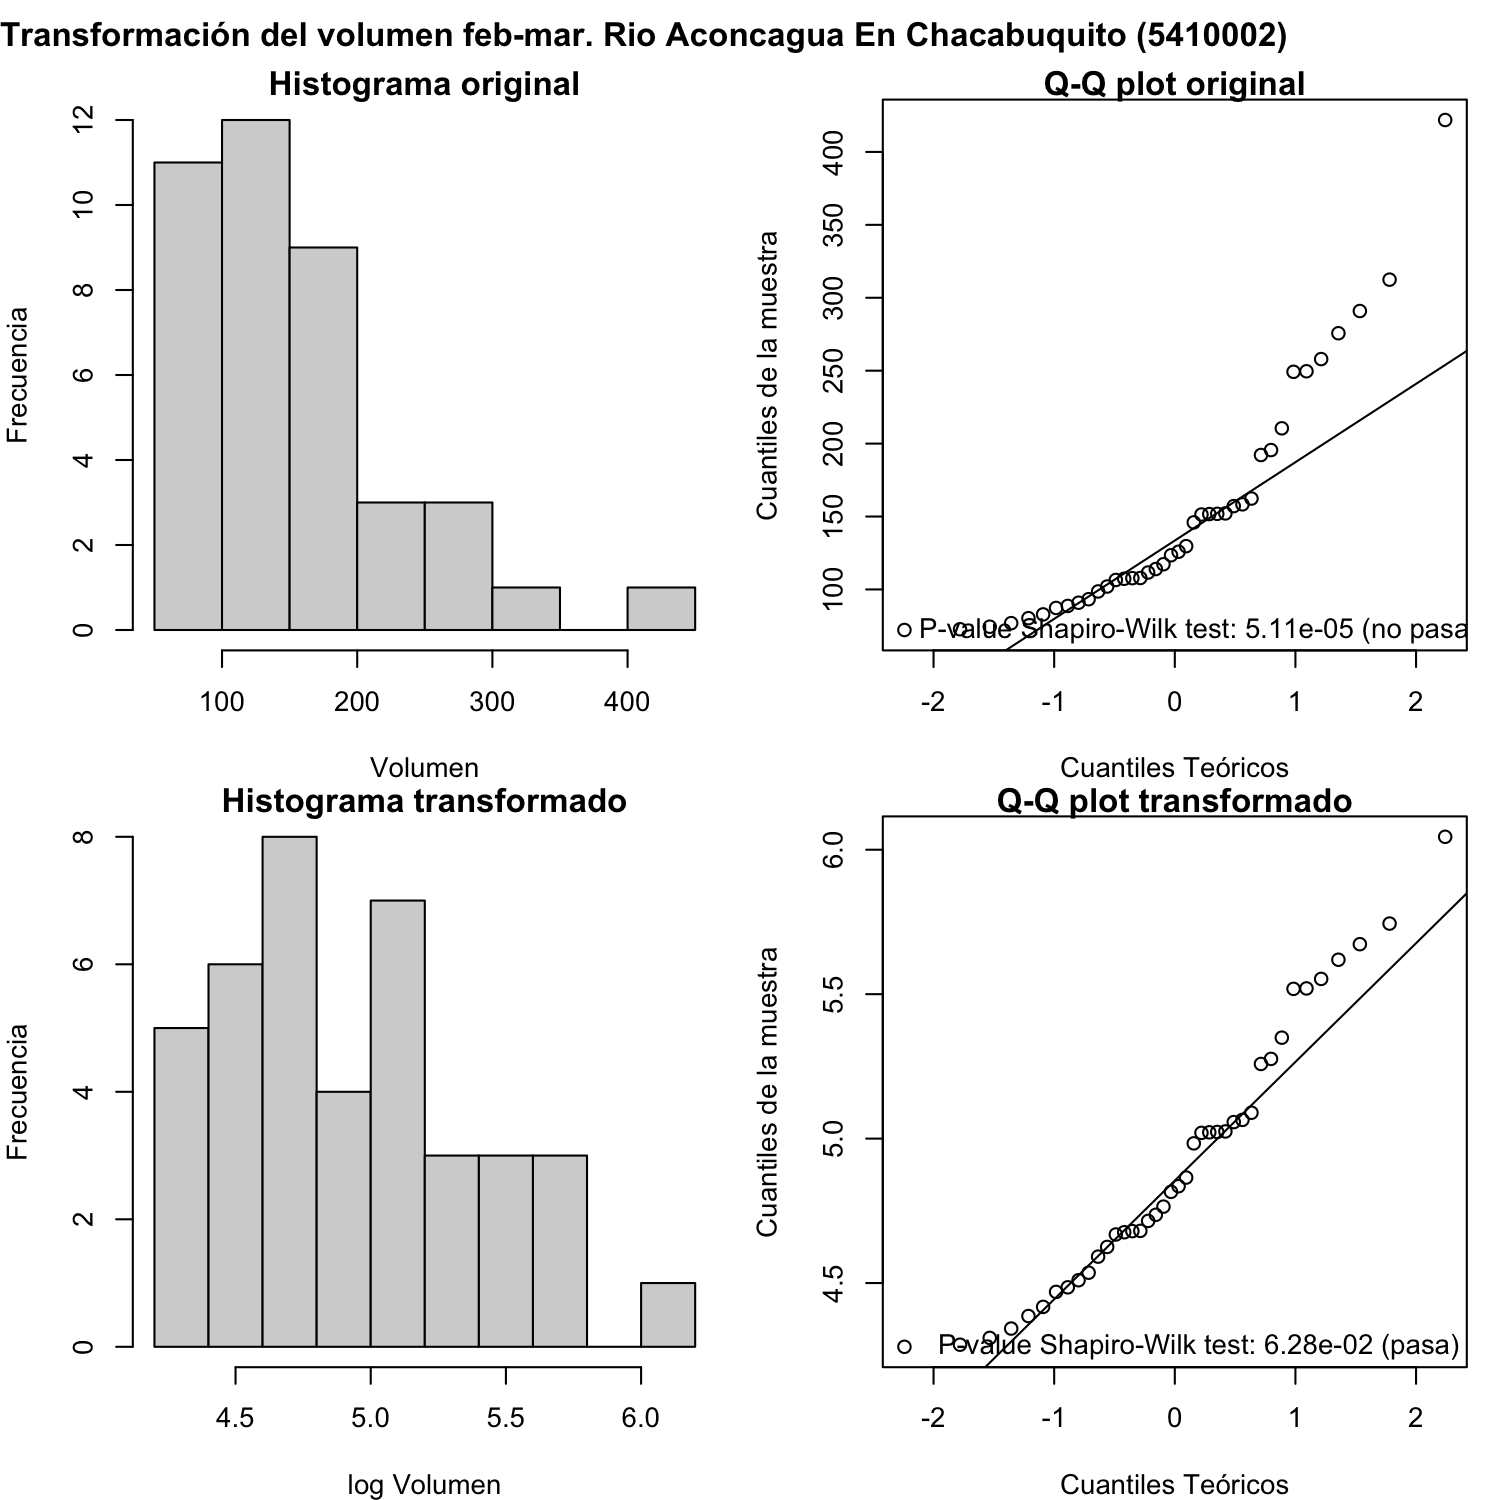 Transformación del volumen feb-mar. Rio Aconcagua En Chacabuquito (5410002)
Histograma original
Frecuencia
0 2 4 6 8 10 12
100 200 300 400
Volumen
Q-Q plot original
Cuantiles de la muestra
100 150 200 250 300 350 400
P-value Shapiro-Wilk test: 5.11e-05 (no pasa
-2 -1 0 1 2
Cuantiles Teóricos
Histograma transformado
Frecuencia
0 2 4 6 8
4.5 5.0 5.5 6.0
log Volumen
Q-Q plot transformado
Cuantiles de la muestra
4.5 5.0 5.5 6.0
P-value Shapiro-Wilk test: 6.28e-02 (pasa)
-2 -1 0 1 2
Cuantiles Teóricos